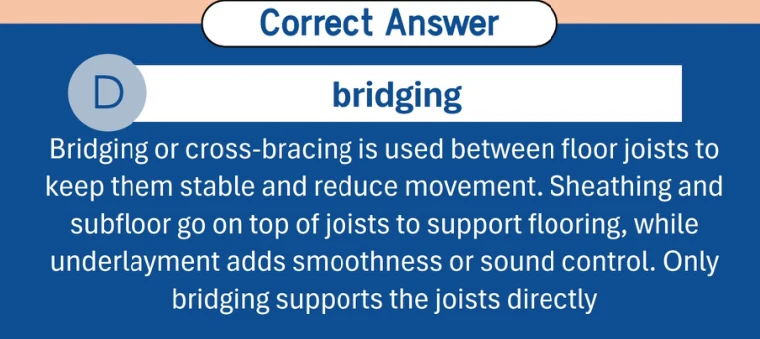 Correct Answer
D
bridging
Bridging or cross-bracing is used between floor joists to
keep them stable and reduce movement. Sheathing and
subfloor go on top of joists to support flooring, while
underlayment adds smoothness or sound control. Only
bridging supports the joists directly